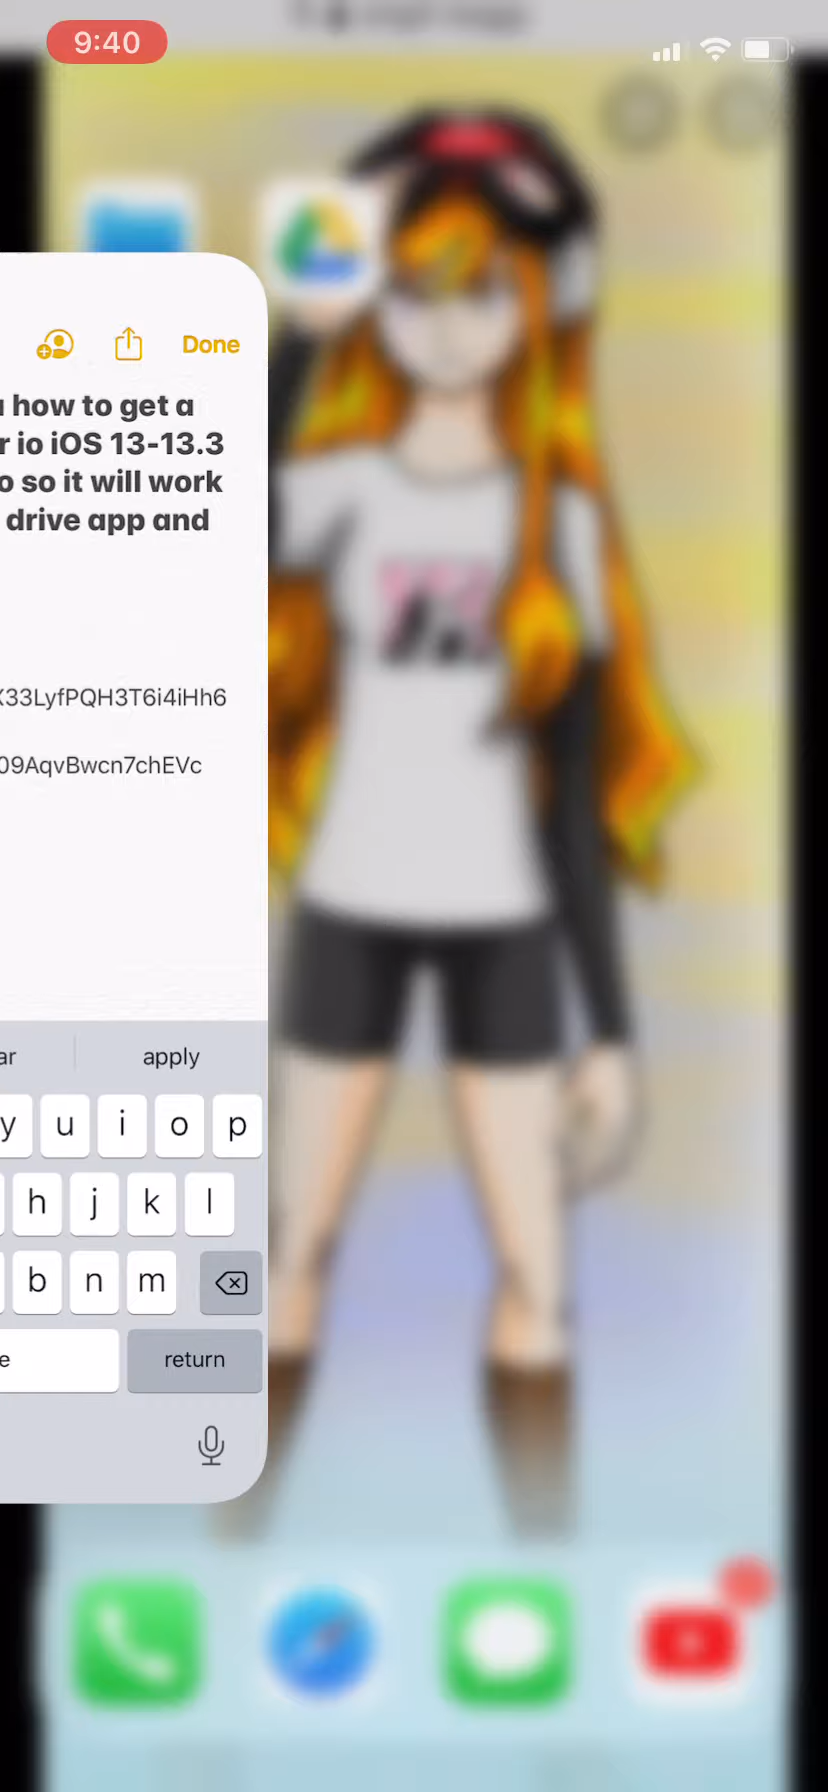 9:40
Done
how to get a
r io iOS 13-13.3
o so it will work
drive app and
X33LyfPQH3T6i4iHh6
09AqvBwcn7chEVc
ar apply
y u i o p
h j k l
b n m
e return